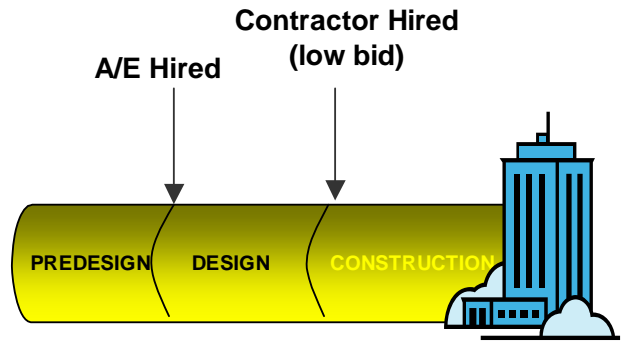 Contractor Hired
(low bid)
A/E Hired
PREDESIGN
DESIGN
CONSTRUCTION